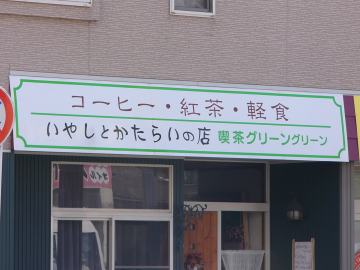 コーヒー・紅茶・軽食
いやしとかたらいの店 喫茶グリーングリーン